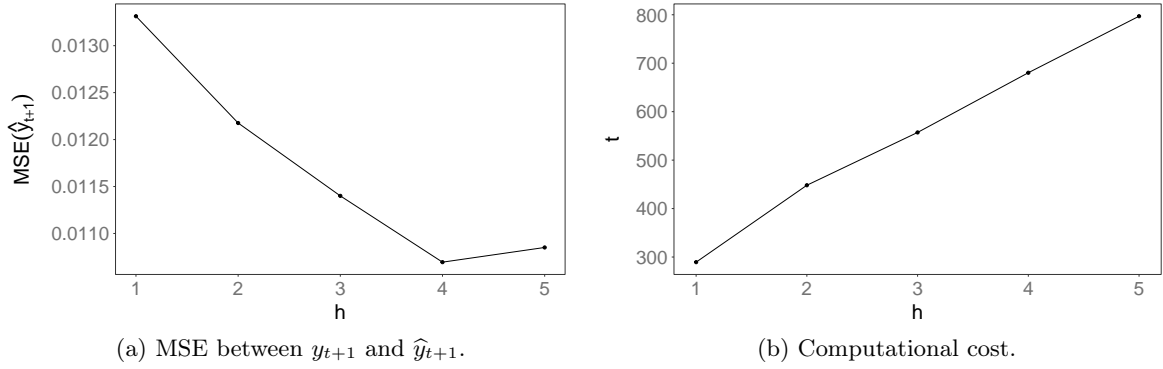 0.0130
0.0125
0.0120
0.0115
0.0110
MSE(ŷt+1)
1 2 3 4 5
h
(a) MSE between yt+1 and ŷt+1.
800
700
600
500
400
300
t
1 2 3 4 5
h
(b) Computational cost.